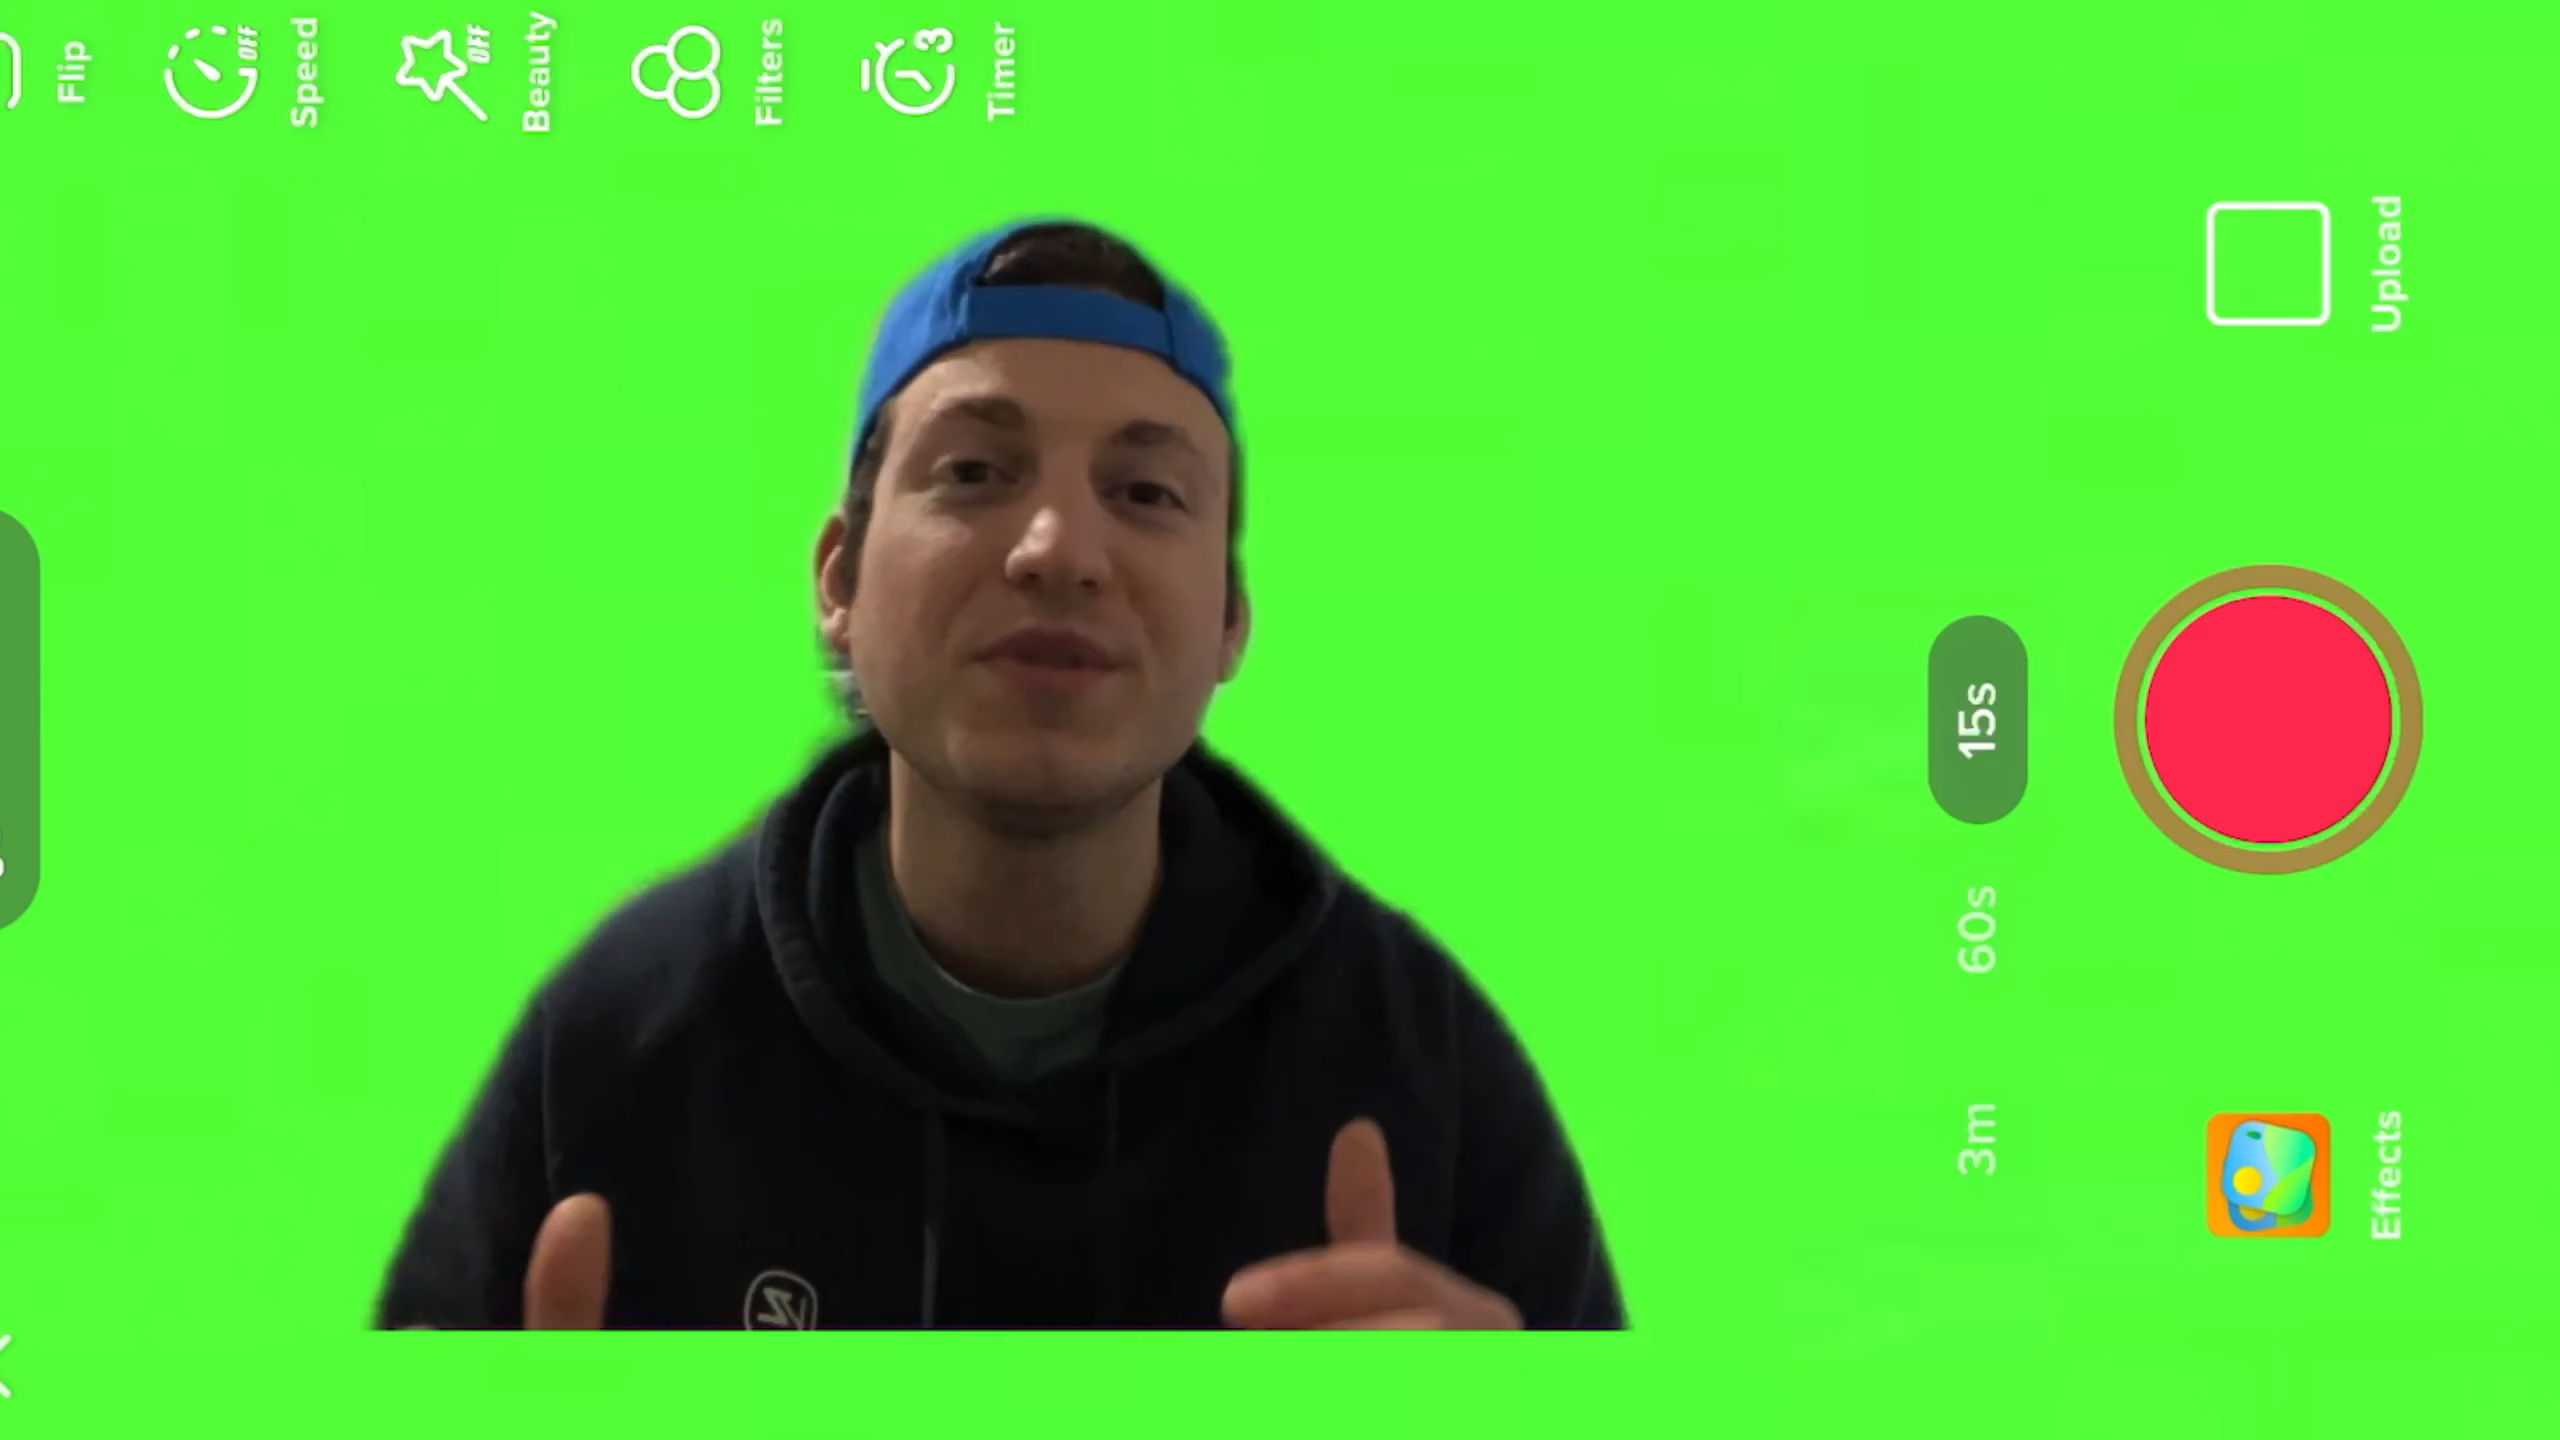 Flip
OFF
Speed
OFF
Beauty
Filters
3
Timer
15s
60s
3m
Upload
Effects